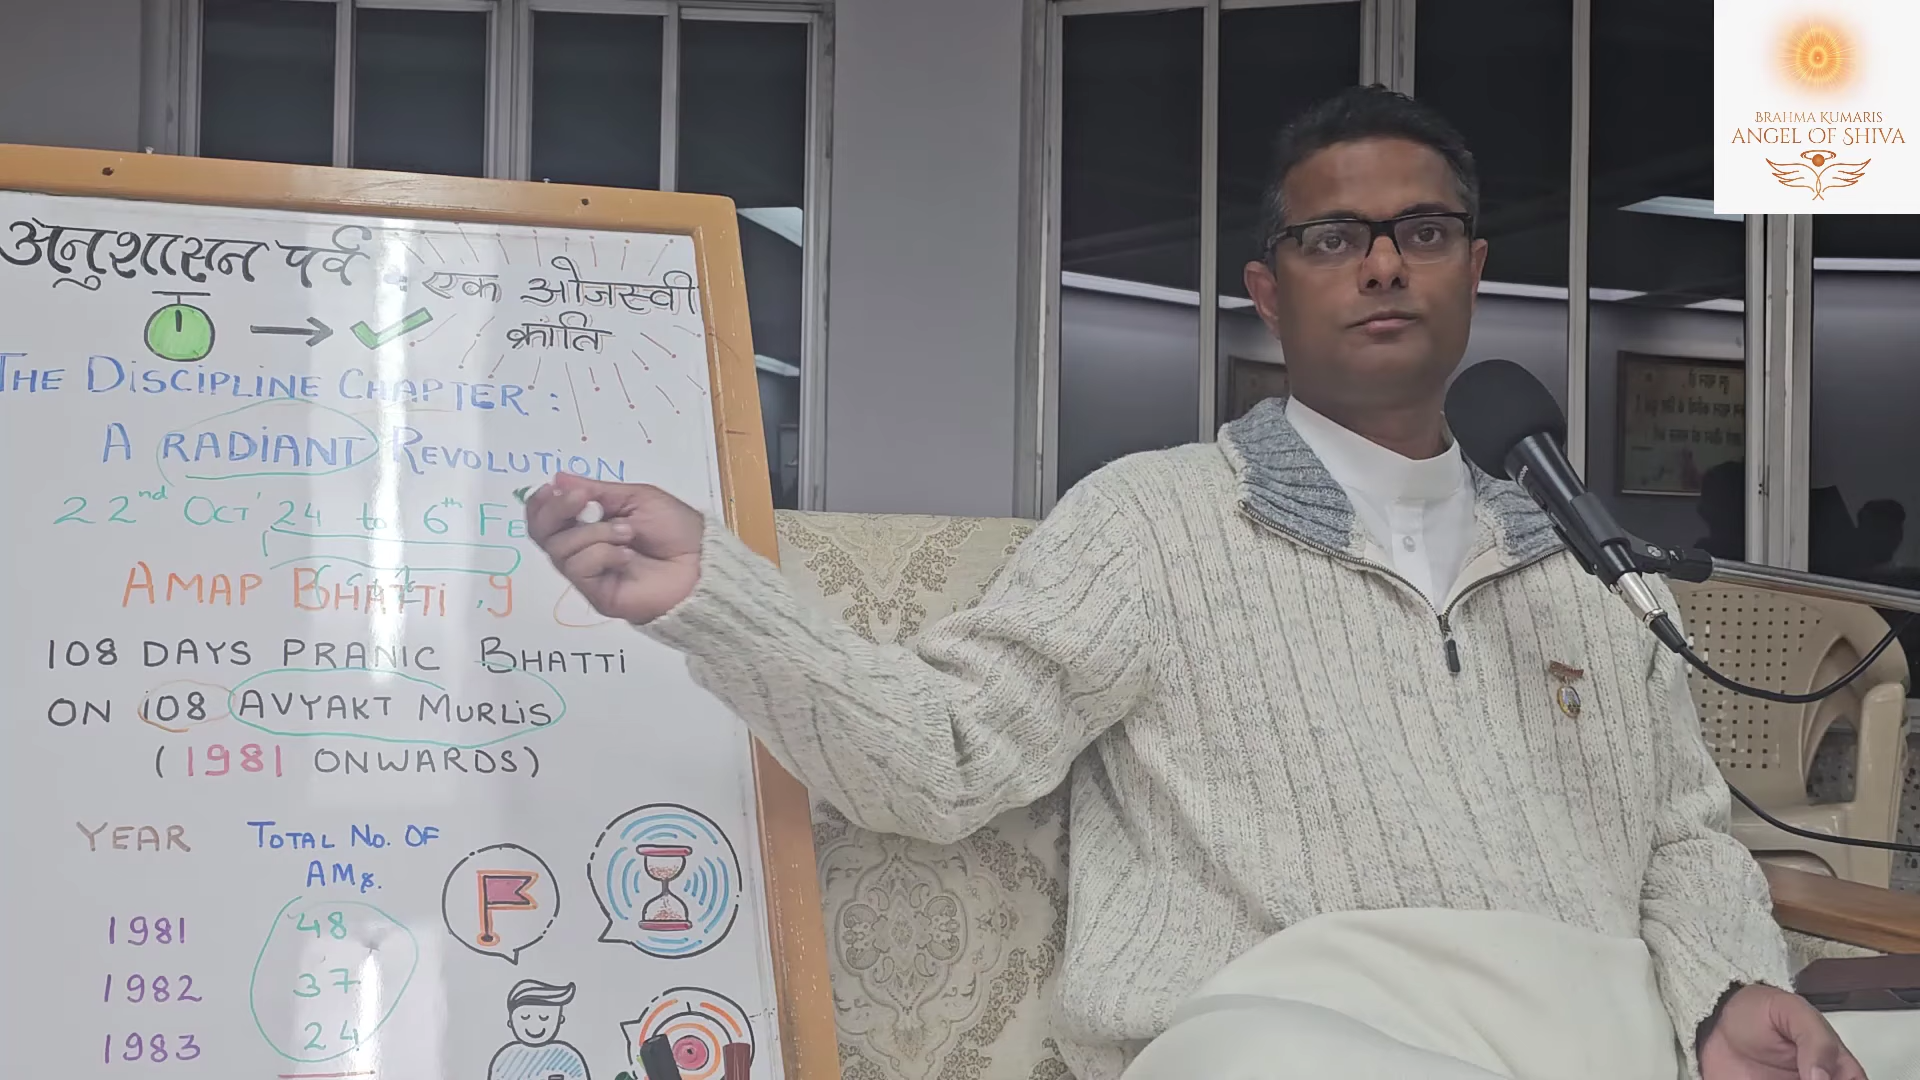 अनुशासन पर्व : एक ओजस्वी
क्रांति
THE DISCIPLINE CHAPTER :
A RADIANT REVOLUTION
22nd OCT' 24 to 6th FE
AMAP BHATTI .9
108 DAYS PRANIC BHATTI
ON 108 AVYAKT MURLIS
(1981 ONWARDS)
YEAR TOTAL NO. OF
AMs.
1981 48
1982 37
1983 24
BRAHMA KUMARIS
ANGEL OF SHIVA